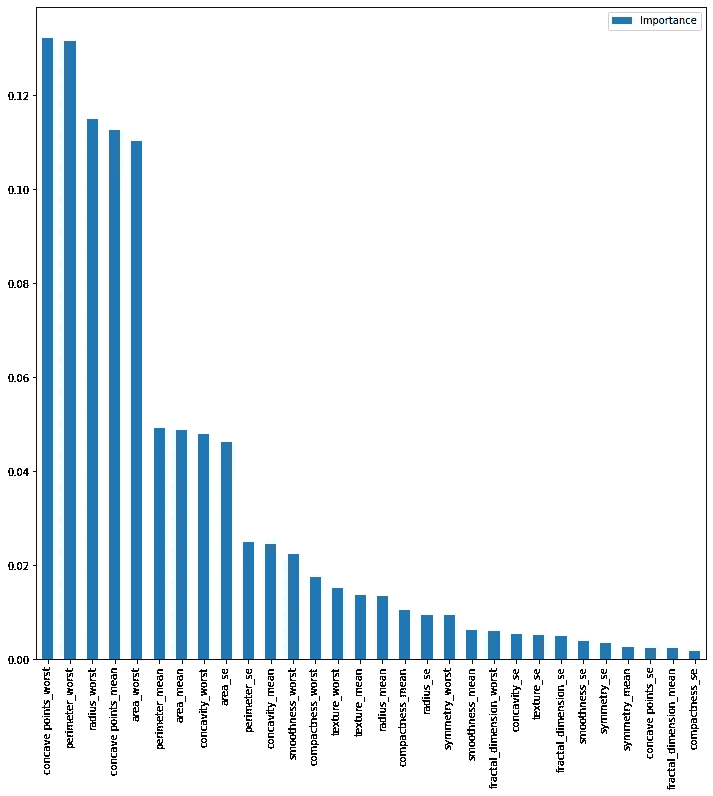 Importance
0.12
0.10
0.08
0.06
0.04
0.02
0.00
concave points_worst
perimeter_worst
radius_worst
concave points_mean
area_worst
perimeter_mean
area_mean
concavity_worst
area_se
perimeter_se
concavity_mean
smoothness_worst
compactness_worst
texture_worst
texture_mean
radius_mean
compactness_mean
radius_se
symmetry_worst
smoothness_mean
fractal_dimension_worst
concavity_se
texture_se
fractal_dimension_se
smoothness_se
symmetry_se
symmetry_mean
concave points_se
fractal_dimension_mean
compactness_se